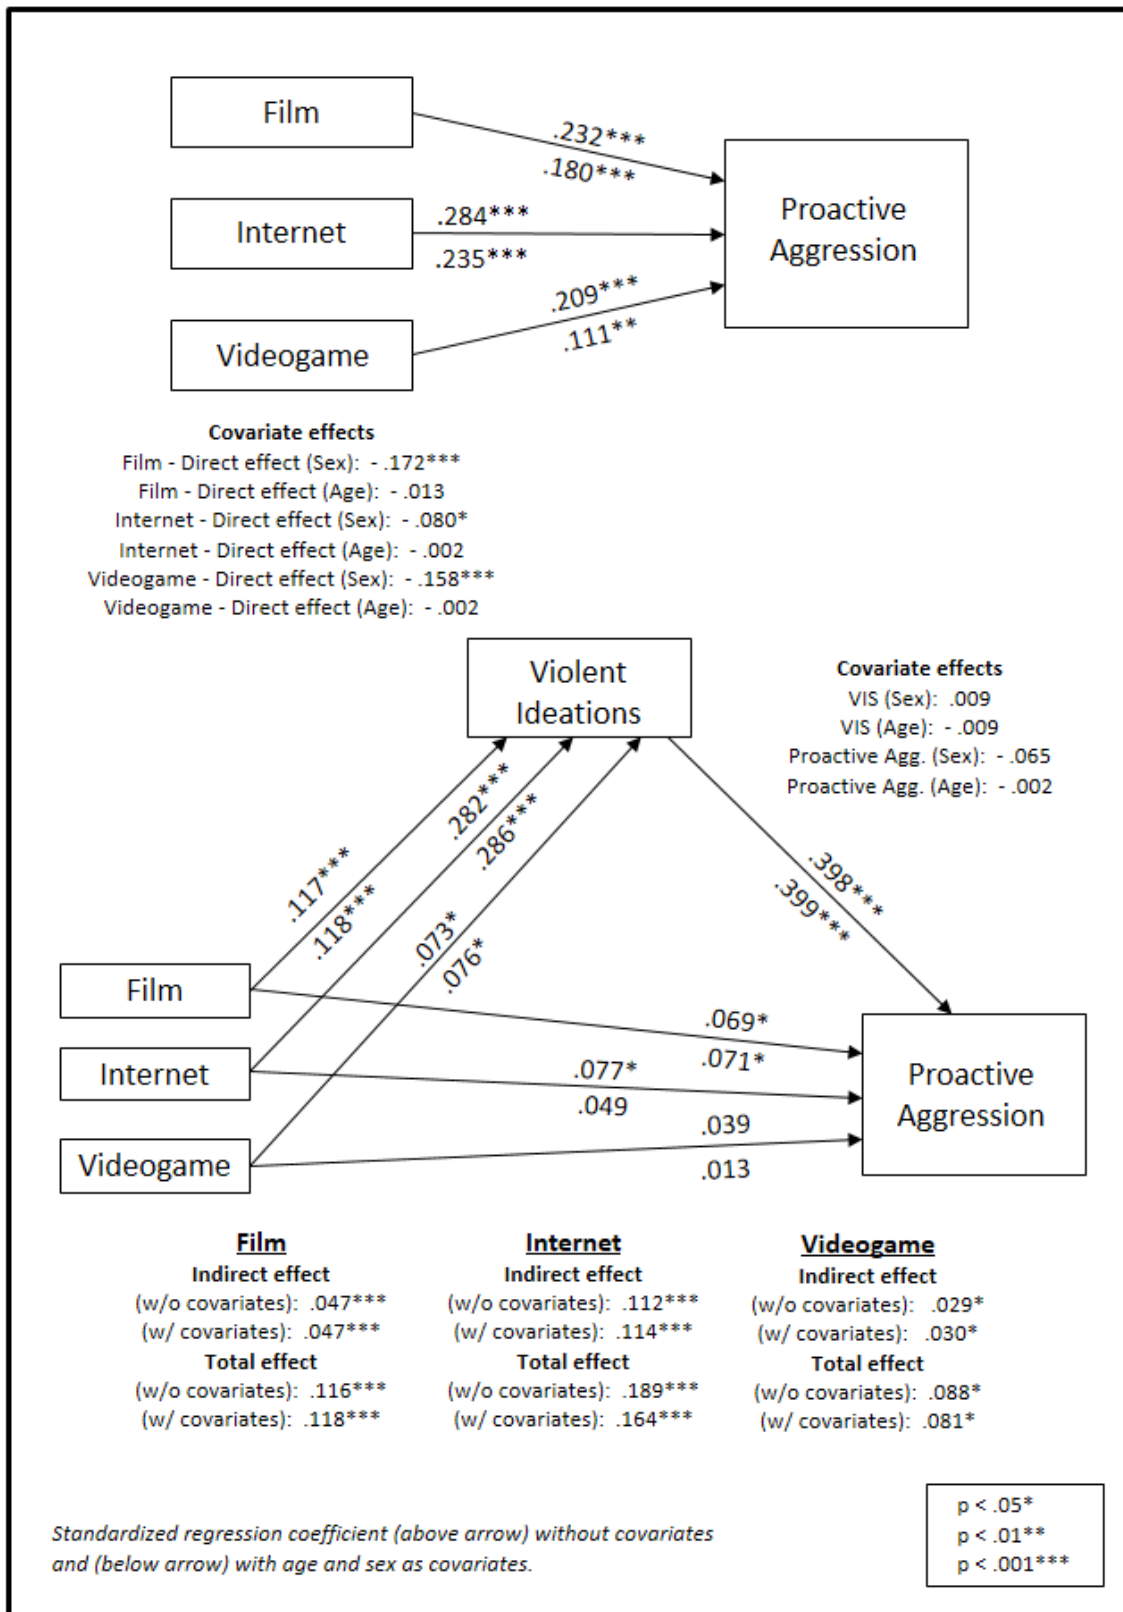 Film
.232***
.180***
Internet
.284***
.235***
Proactive
Aggression
Videogame
.209***
.111**
Covariate effects
Film - Direct effect (Sex): - .172***
Film - Direct effect (Age): - .013
Internet - Direct effect (Sex): - .080*
Internet - Direct effect (Age): - .002
Videogame - Direct effect (Sex): - .158***
Videogame - Direct effect (Age): - .002
Violent
Ideations
Covariate effects
VIS (Sex): .009
VIS (Age): - .009
Proactive Agg. (Sex): - .065
Proactive Agg. (Age): - .002
.117***
.118***
.282***
.286***
.073*
.076*
.398***
.399***
Film
Internet
Videogame
.069*
.071*
.077*
.049
.039
.013
Proactive
Aggression
Film
Indirect effect
(w/o covariates): .047***
(w/ covariates): .047***
Total effect
(w/o covariates): .116***
(w/ covariates): .118***
Internet
Indirect effect
(w/o covariates): .112***
(w/ covariates): .114***
Total effect
(w/o covariates): .189***
(w/ covariates): .164***
Videogame
Indirect effect
(w/o covariates): .029*
(w/ covariates): .030*
Total effect
(w/o covariates): .088*
(w/ covariates): .081*
Standardized regression coefficient (above arrow) without covariates
and (below arrow) with age and sex as covariates.
p < .05*
p < .01**
p < .001***